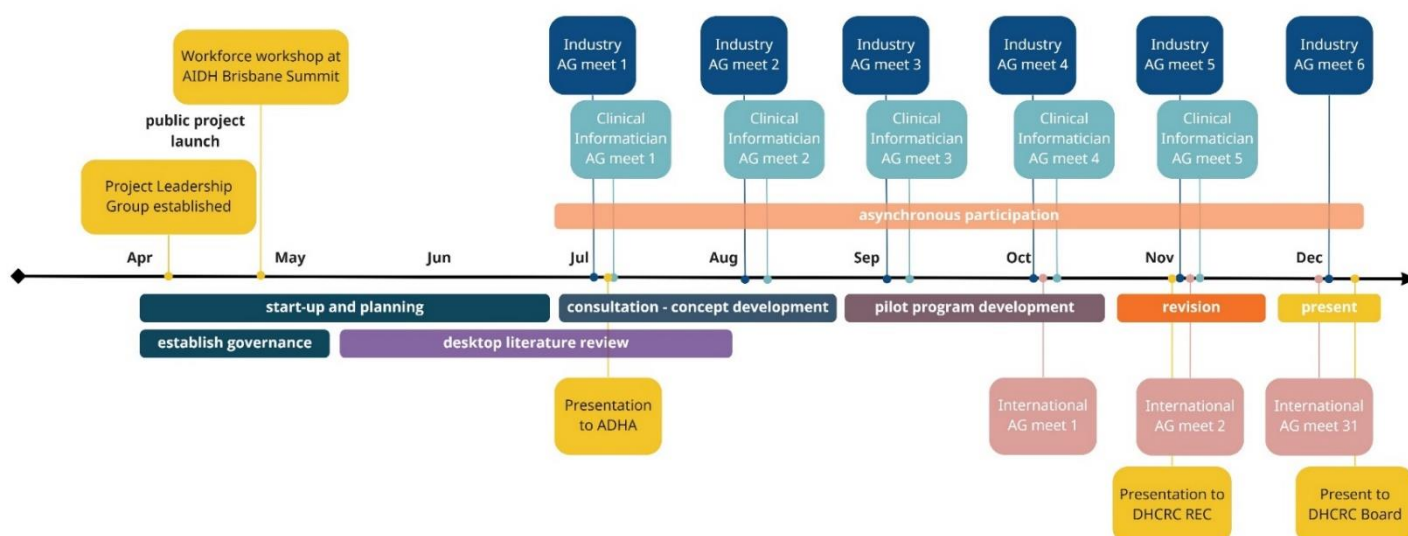 Workforce workshop at
AIDH Brisbane Summit
public project
launch
Project Leadership
Group established
Industry
AG meet 1
Industry
AG meet 2
Industry
AG meet 3
Industry
AG meet 4
Industry
AG meet 5
Industry
AG meet 6
Clinical
Informatician
AG meet 1
Clinical
Informatician
AG meet 2
Clinical
Informatician
AG meet 3
Clinical
Informatician
AG meet 4
Clinical
Informatician
AG meet 5
asynchronous participation
Apr
May
Jun
Jul
Aug
Sep
Oct
Nov
Dec
start-up and planning
consultation - concept development
pilot program development
revision
present
establish governance
desktop literature review
Presentation
to ADHA
International
AG meet 1
International
AG meet 2
International
AG meet 31
Presentation to
DHCRC REC
Present to
DHCRC Board